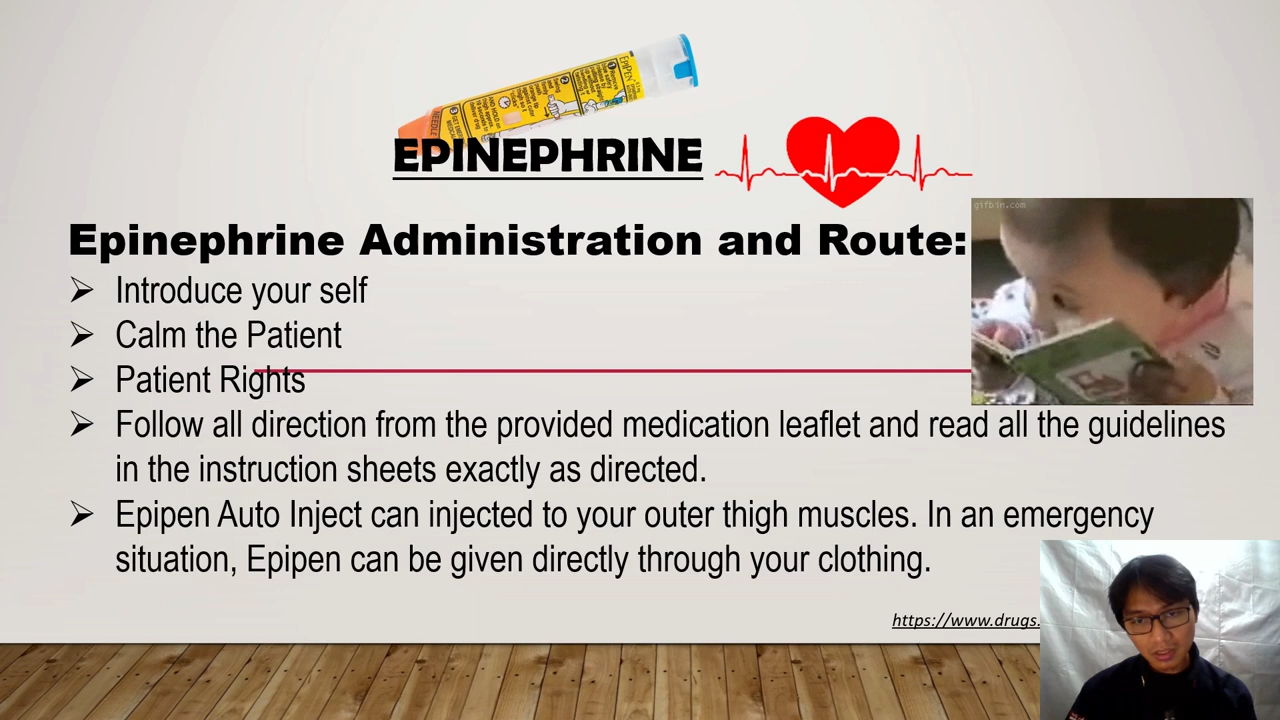 EPIPEN
EPINEPHRINE
gifbin.com
Epinephrine Administration and Route:
➢ Introduce your self
➢ Calm the Patient
➢ Patient Rights
➢ Follow all direction from the provided medication leaflet and read all the guidelines
in the instruction sheets exactly as directed.
➢ Epipen Auto Inject can injected to your outer thigh muscles. In an emergency
situation, Epipen can be given directly through your clothing.
https://www.drugs.